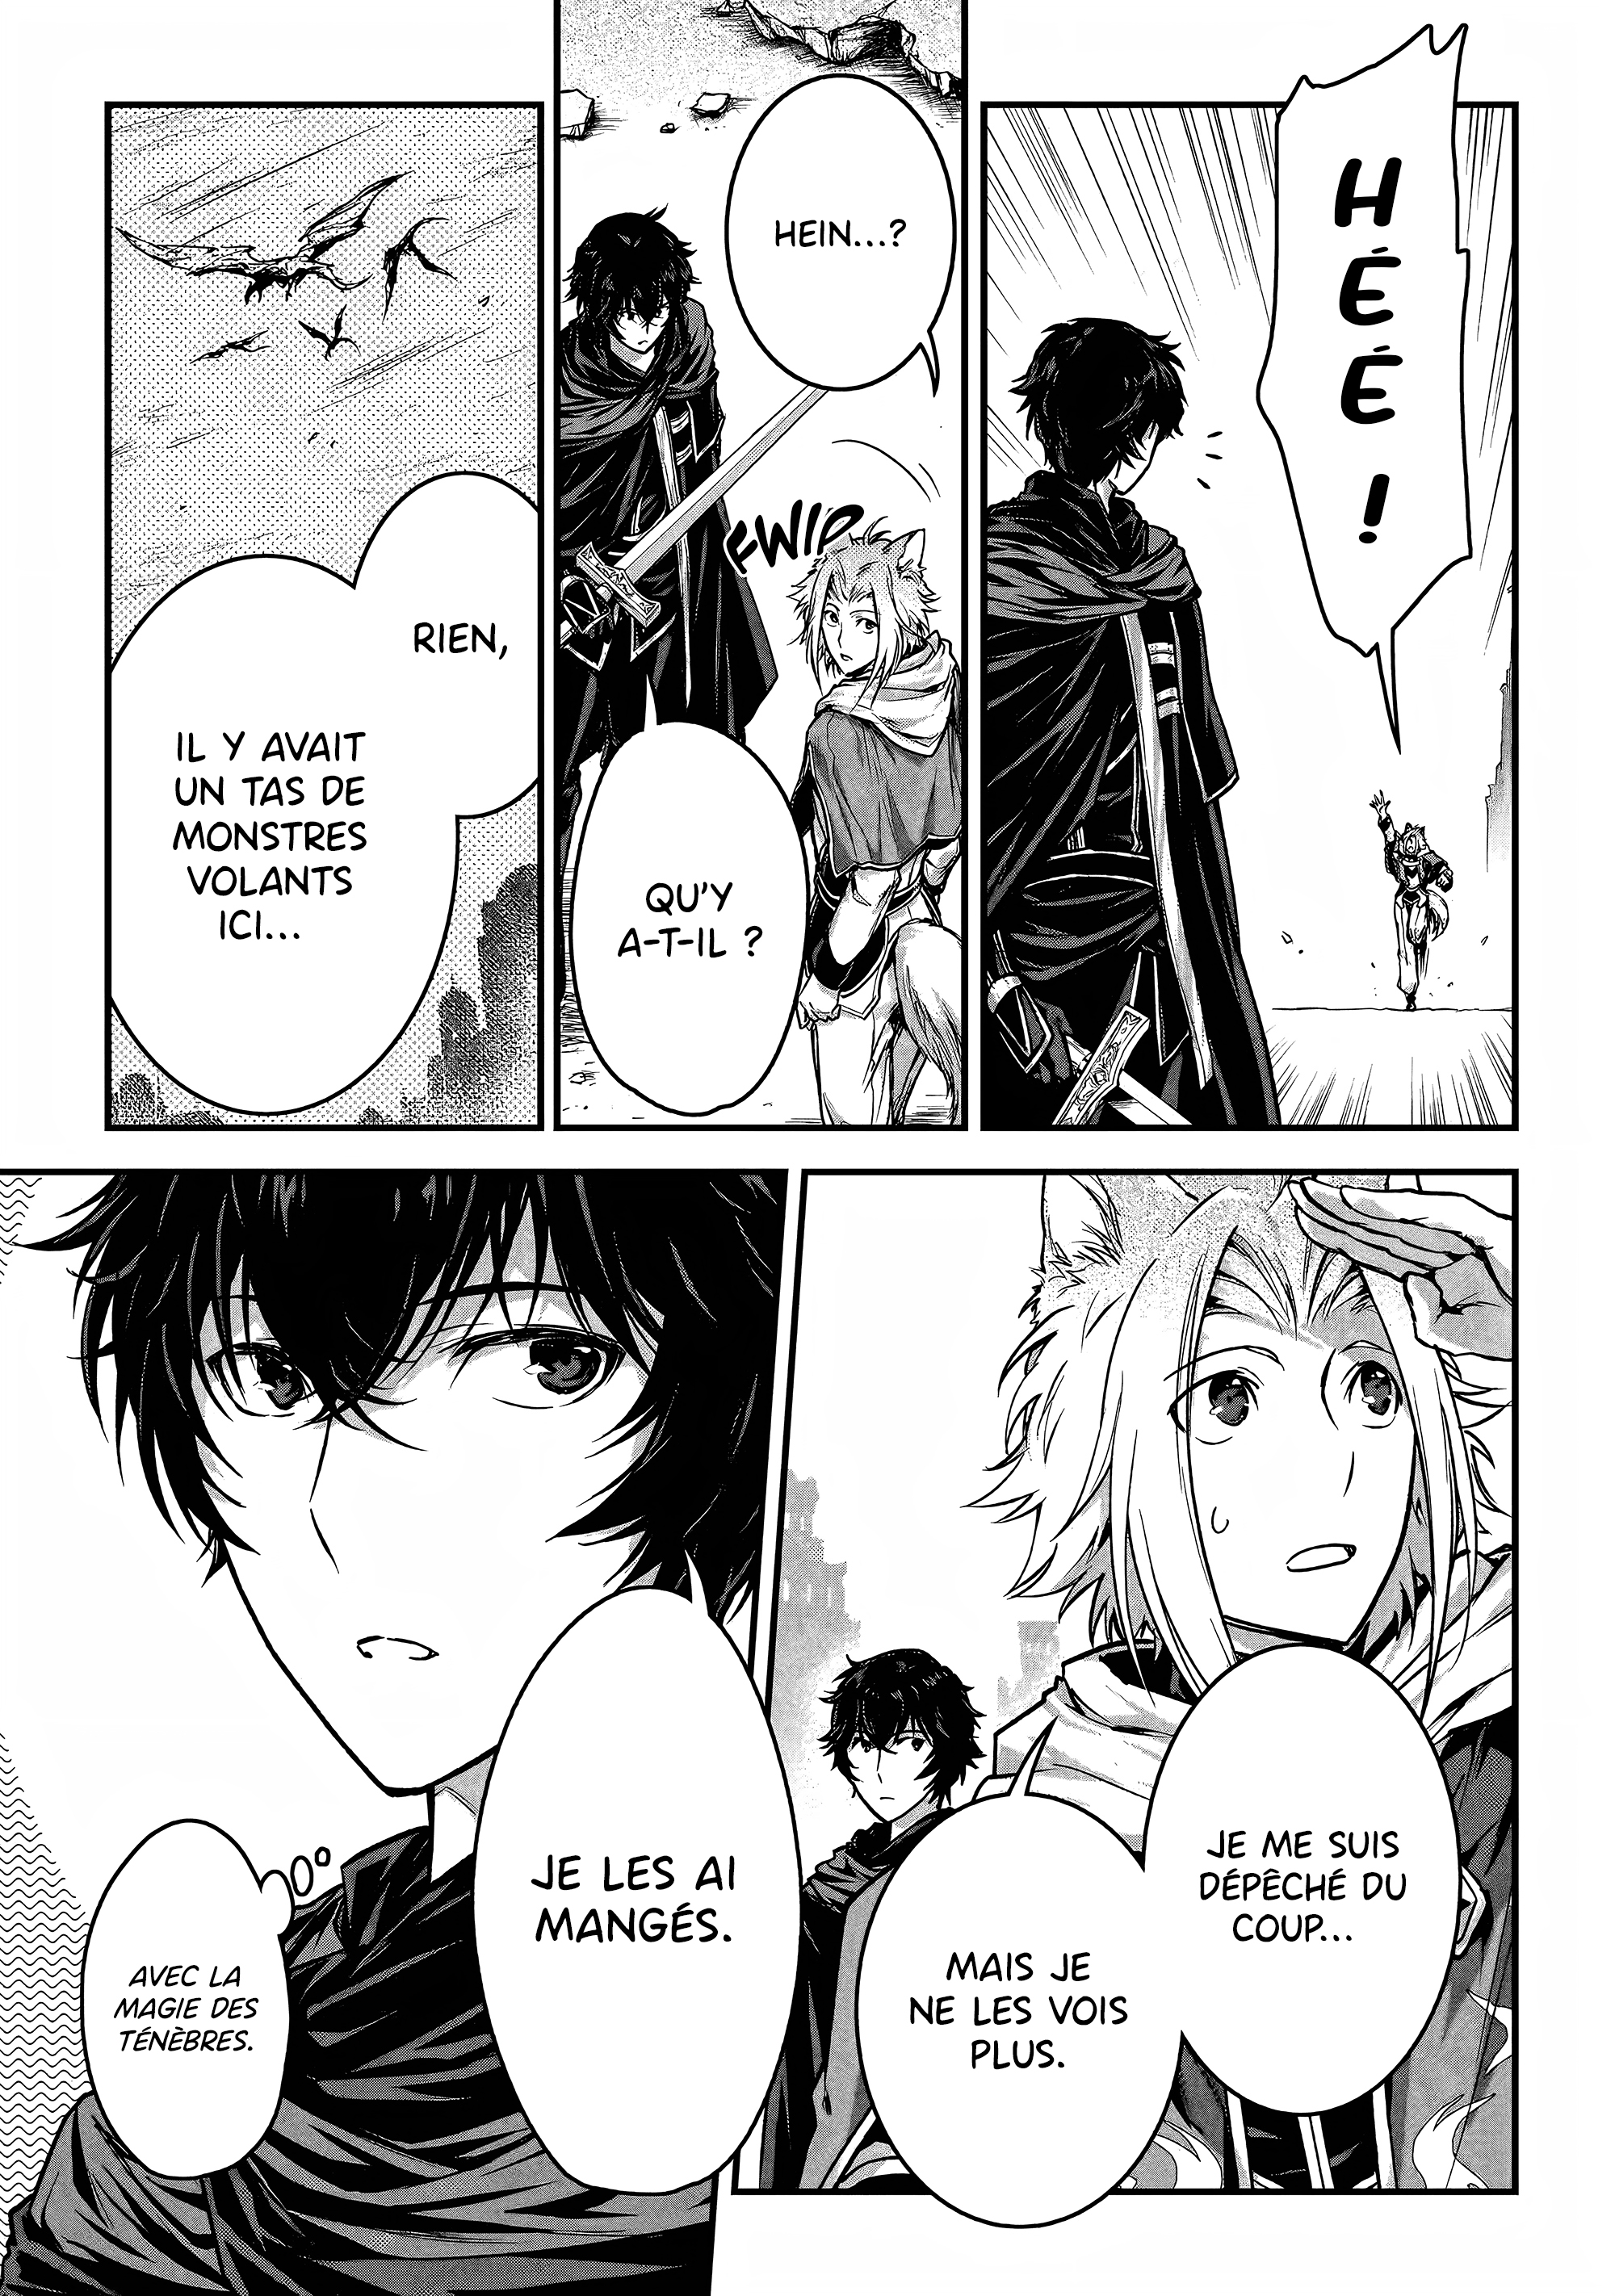 H
É
É
!
HEIN...?
FWIP
QU'Y
A-T-IL ?
RIEN,
IL Y AVAIT
UN TAS DE
MONSTRES
VOLANTS
ICI...
JE ME SUIS
DÉPÊCHÉ DU
COUP...
MAIS JE
NE LES VOIS
PLUS.
JE LES AI
MANGÉS.
AVEC LA
MAGIE DES
TÉNÈBRES.